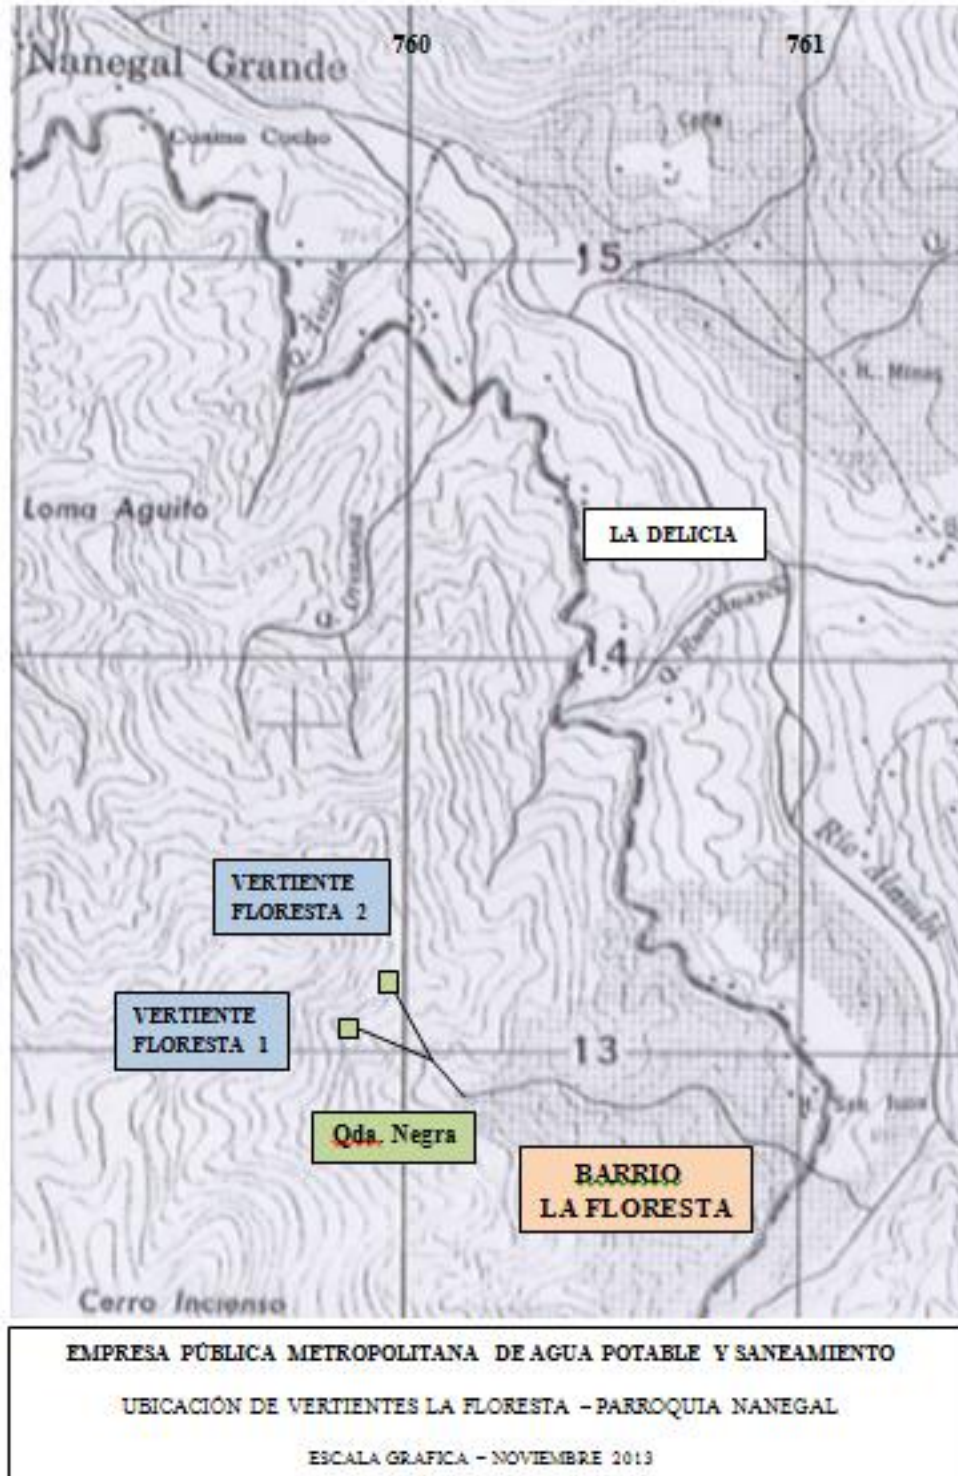 760
761
Nanegal Grande
Cusimo Cocho
15
Loma Aguito
LA DELICIA
14
Río Alambi
VERTIENTE
FLORESTA 2
VERTIENTE
FLORESTA 1
13
Qda. Negra
BARRIO
LA FLORESTA
Cerro Incienso
EMPRESA PÚBLICA METROPOLITANA DE AGUA POTABLE Y SANEAMIENTO
UBICACIÓN DE VERTIENTES LA FLORESTA – PARROQUIA NANEGAL
ESCALA GRAFICA – NOVIEMBRE 2013